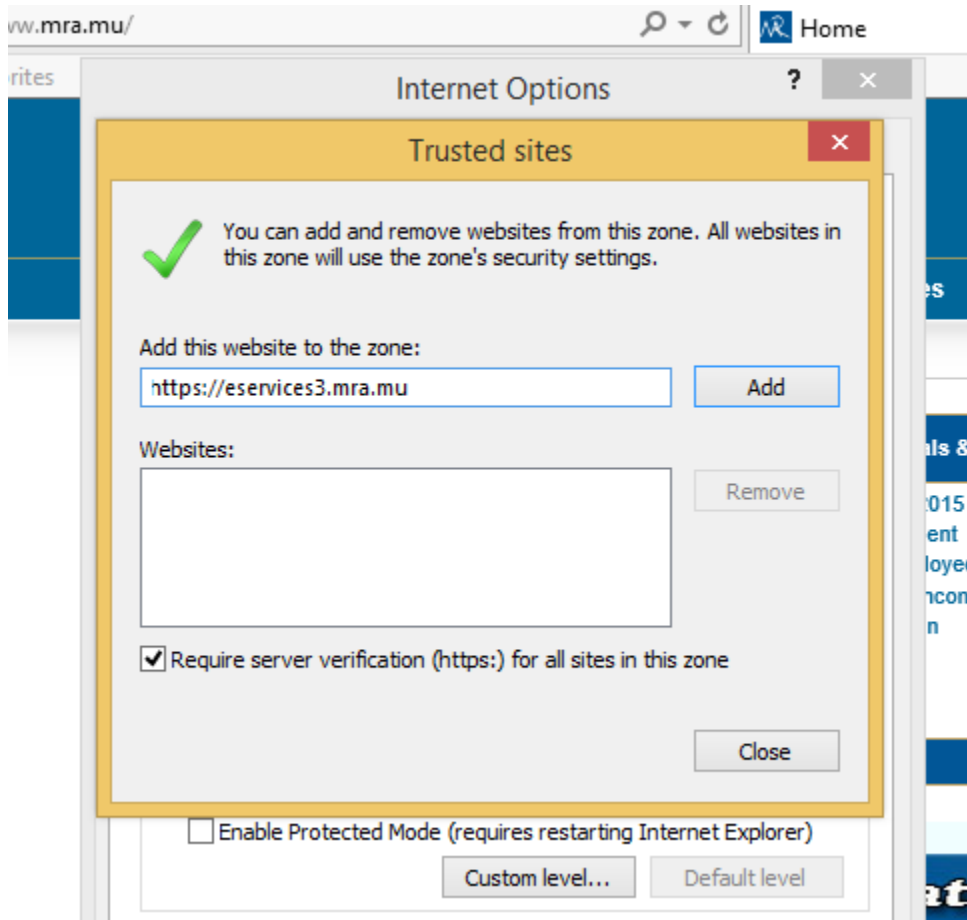 .mra.mu/
Home
Internet Options
?
Trusted sites
You can add and remove websites from this zone. All websites in
this zone will use the zone's security settings.
Add this website to the zone:
https://eservices3.mra.mu
Add
Websites:
Remove
2015
Require server verification (https:) for all sites in this zone
Close
Enable Protected Mode (requires restarting Internet Explorer)
Custom level...
Default level